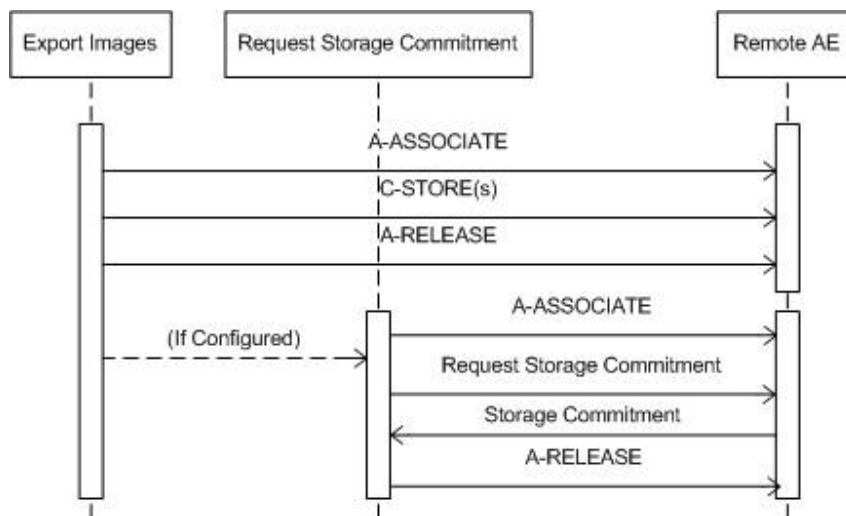 Export Images
Request Storage Commitment
Remote AE
A-ASSOCIATE
C-STORE(s)
A-RELEASE
A-ASSOCIATE
(If Configured)
Request Storage Commitment
Storage Commitment
A-RELEASE